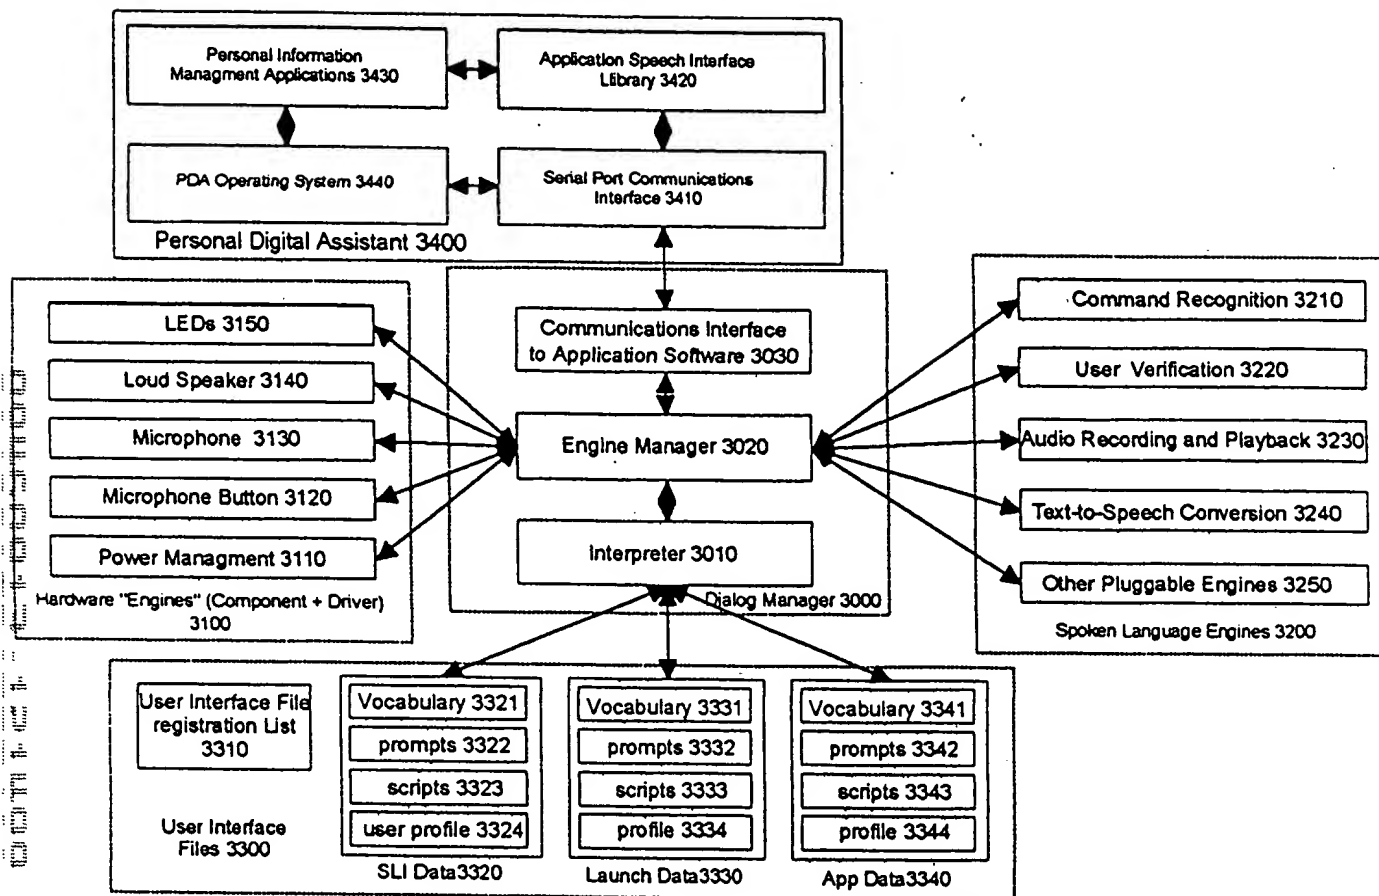 Personal Information
Managment Applications 3430
Application Speech Interface
Library 3420
PDA Operating System 3440
Serial Port Communications
Interface 3410
Personal Digital Assistant 3400
LEDs 3150
Loud Speaker 3140
Microphone 3130
Microphone Button 3120
Power Managment 3110
Hardware "Engines" (Component + Driver)
3100
Communications Interface
to Application Software 3030
Engine Manager 3020
Interpreter 3010
Dialog Manager 3000
Command Recognition 3210
User Verification 3220
Audio Recording and Playback 3230
Text-to-Speech Conversion 3240
Other Pluggable Engines 3250
Spoken Language Engines 3200
User Interface File
registration List
3310
User Interface
Files 3300
Vocabulary 3321
prompts 3322
scripts 3323
user profile 3324
SLI Data3320
Vocabulary 3331
prompts 3332
scripts 3333
profile 3334
Launch Data3330
Vocabulary 3341
prompts 3342
scripts 3343
profile 3344
App Data3340